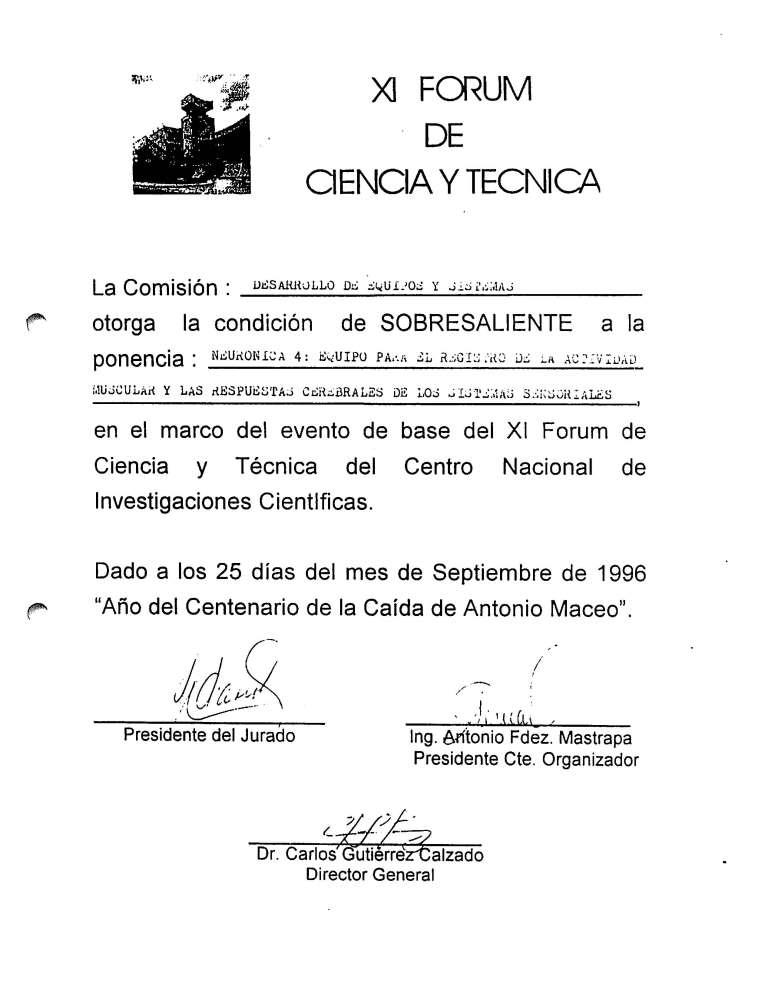 XI FORUM
DE
CIENCIA Y TECNICA
La Comisión : DESARROLLO DE EQUIPOS Y SISTEMAS
otorga la condición de SOBRESALIENTE a la
ponencia : NEURONICA 4: EQUIPO PARA EL REGISTRO DE LA ACTIVIDAD
MUSCULAR Y LAS RESPUESTAS CEREBRALES DE LOS SISTEMAS SENSORIALES,
en el marco del evento de base del XI Forum de
Ciencia y Técnica del Centro Nacional de
Investigaciones Cientificas.
Dado a los 25 días del mes de Septiembre de 1996
“Año del Centenario de la Caída de Antonio Maceo”.
Presidente del Jurado
Ing. Antonio Fdez. Mastrapa
Presidente Cte. Organizador
Dr. Carlos Gutiérrez Calzado
Director General